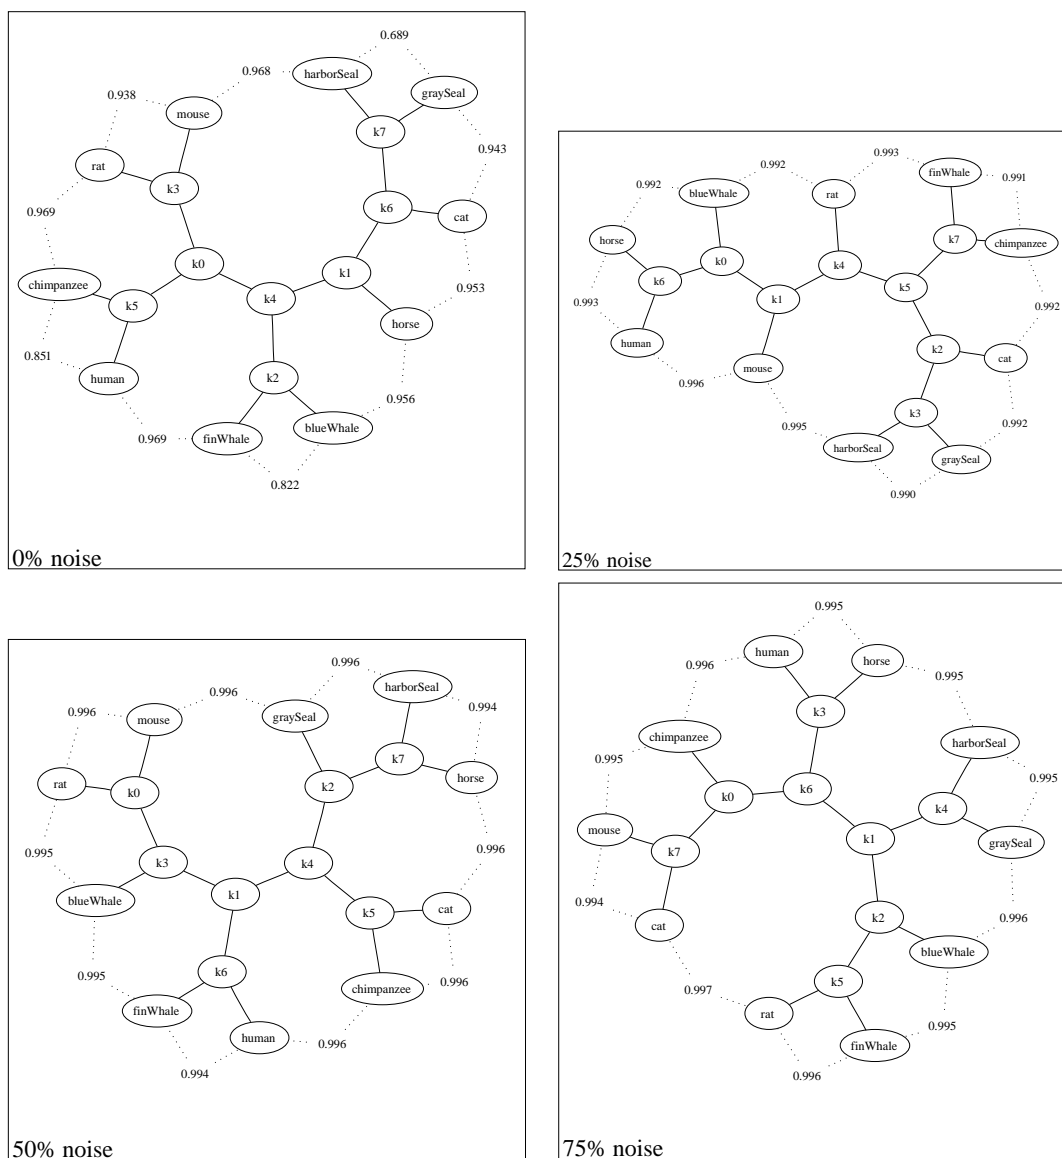 0.689
harborSeal
0.968
graySeal
0.938
mouse
k7
0.943
rat
k3
k6
cat
0.969
k0
k1
chimpanzee
k5
k4
0.953
horse
0.851
human
k2
0.956
blueWhale
0.969
finWhale
0.822
0% noise
0.993
0.992
finWhale
0.991
0.992
blueWhale
rat
horse
k7
chimpanzee
k0
k4
k6
k5
0.993
k1
0.992
human
k2
cat
mouse
0.996
k3
0.995
harborSeal
0.992
graySeal
0.990
25% noise
0.996
harborSeal
0.996
0.996
mouse
graySeal
0.994
k7
rat
k0
k2
horse
0.995
k3
k4
0.996
blueWhale
k1
k5
cat
0.995
k6
0.996
chimpanzee
finWhale
human
0.996
0.994
50% noise
0.995
human
horse
0.996
0.995
k3
chimpanzee
harborSeal
0.995
0.995
k0
k6
k4
mouse
k7
k1
graySeal
0.994
cat
k2
0.996
blueWhale
0.997
k5
rat
finWhale
0.995
0.996
75% noise